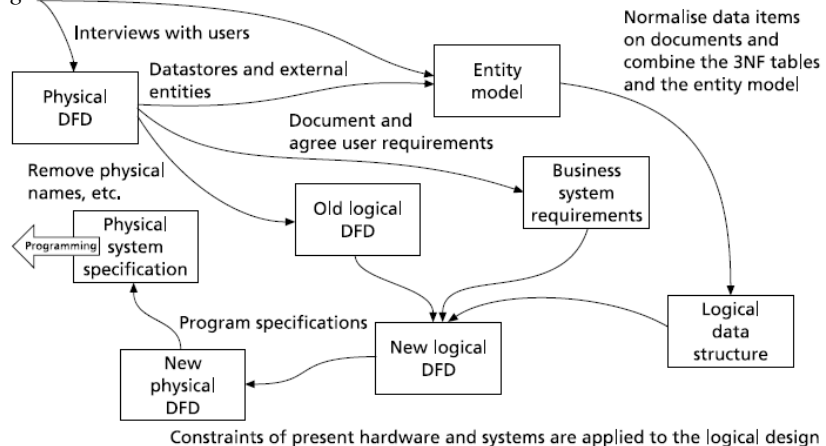 Interviews with users
Normalise data items
on documents and
combine the 3NF tables
and the entity model
Physical
DFD
Datastores and external
entities
Entity
model
Document and
agree user requirements
Remove physical
names, etc.
Business
system
requirements
Old logical
DFD
Programming
Physical
system
specification
Logical
data
structure
Program specifications
New logical
DFD
New
physical
DFD
Constraints of present hardware and systems are applied to the logical design